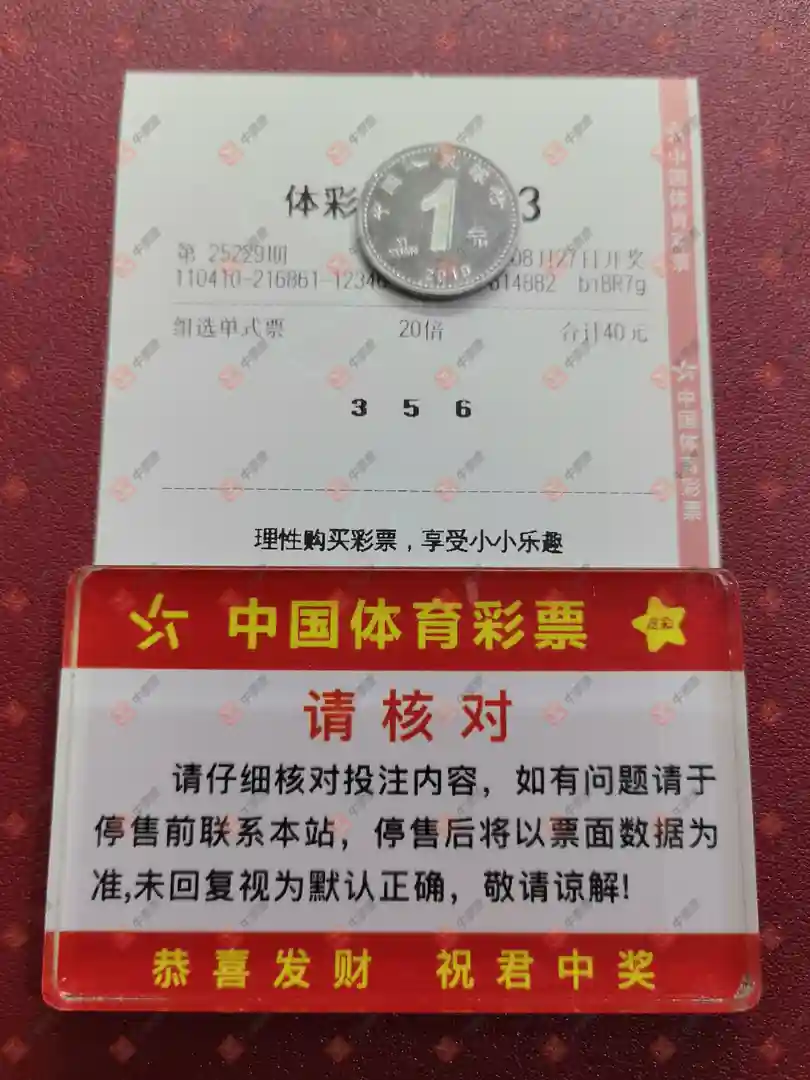 体彩 3
第 25229期 08月27日开奖
110410-216861-12346 614882 b18R7g
组选单式票 20倍 合计40元
3 5 6
理性购买彩票，享受小小乐趣
中国体育彩票
中国体育彩票
中国体育彩票
请核对
请仔细核对投注内容，如有问题请于
停售前联系本站，停售后将以票面数据为
准,未回复视为默认正确，敬请谅解!
恭喜发财 祝君中奖
1
2019